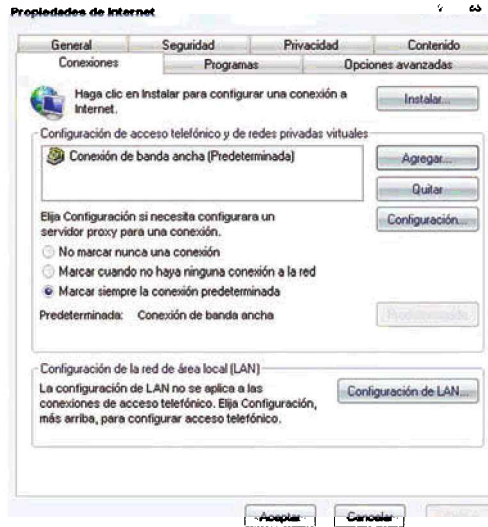 Propiedades de Internet
General Seguridad Privacidad Contenido
Conexiones Programas Opciones avanzadas
Haga clic en Instalar para configurar una conexión a
Internet.
Instalar...
Configuración de acceso telefónico y de redes privadas virtuales
Conexión de banda ancha (Predeterminada)
Agregar...
Quitar
Elija Configuración si necesita configurara un
servidor proxy para una conexión.
Configuración...
No marcar nunca una conexión
Marcar cuando no haya ninguna conexión a la red
Marcar siempre la conexión predeterminada
Predeterminada: Conexión de banda ancha
Configuración de la red de área local (LAN)
La configuración de LAN no se aplica a las
conexiones de acceso telefónico. Elija Configuración,
más arriba, para configurar acceso telefónico.
Configuración de LAN...
Aceptar Cancelar